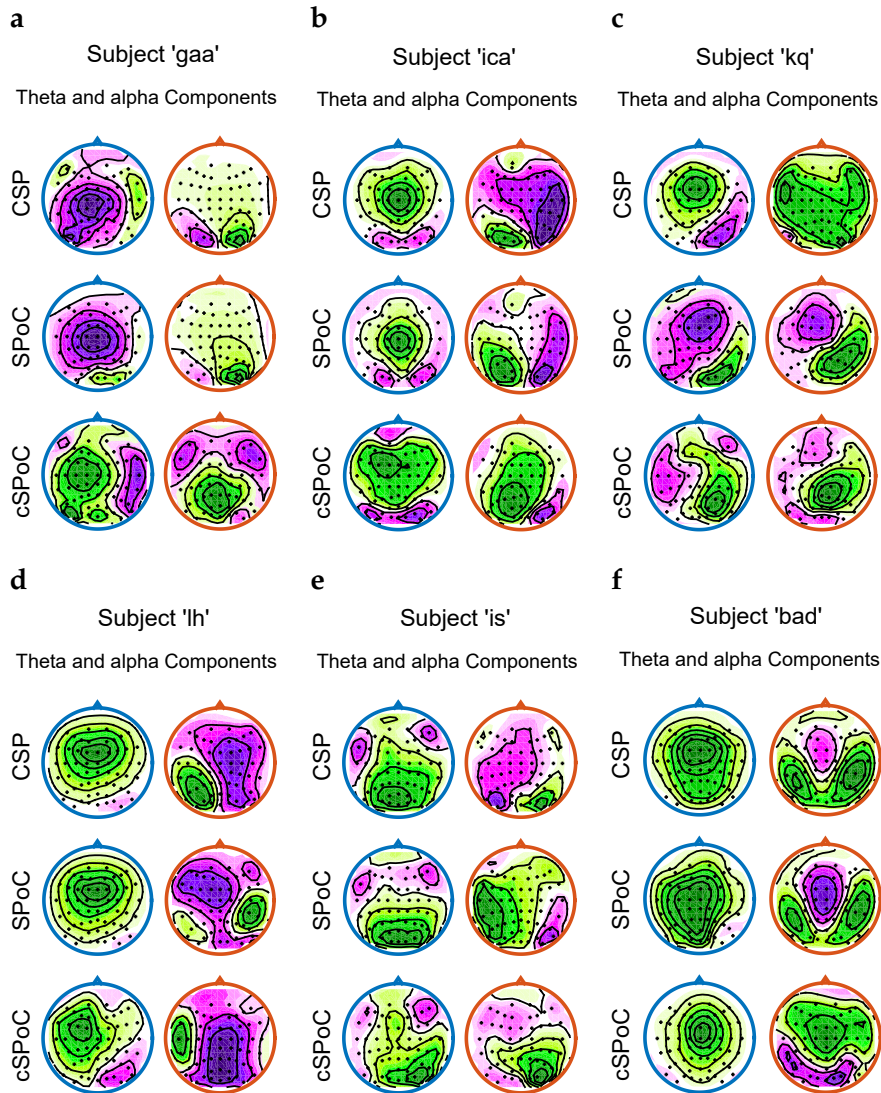 a
Subject 'gaa'
Theta and alpha Components
CSP
SPoC
cSPoC
b
Subject 'ica'
Theta and alpha Components
CSP
SPoC
cSPoC
c
Subject 'kq'
Theta and alpha Components
CSP
SPoC
cSPoC
d
Subject 'lh'
Theta and alpha Components
CSP
SPoC
cSPoC
e
Subject 'is'
Theta and alpha Components
CSP
SPoC
cSPoC
f
Subject 'bad'
Theta and alpha Components
CSP
SPoC
cSPoC